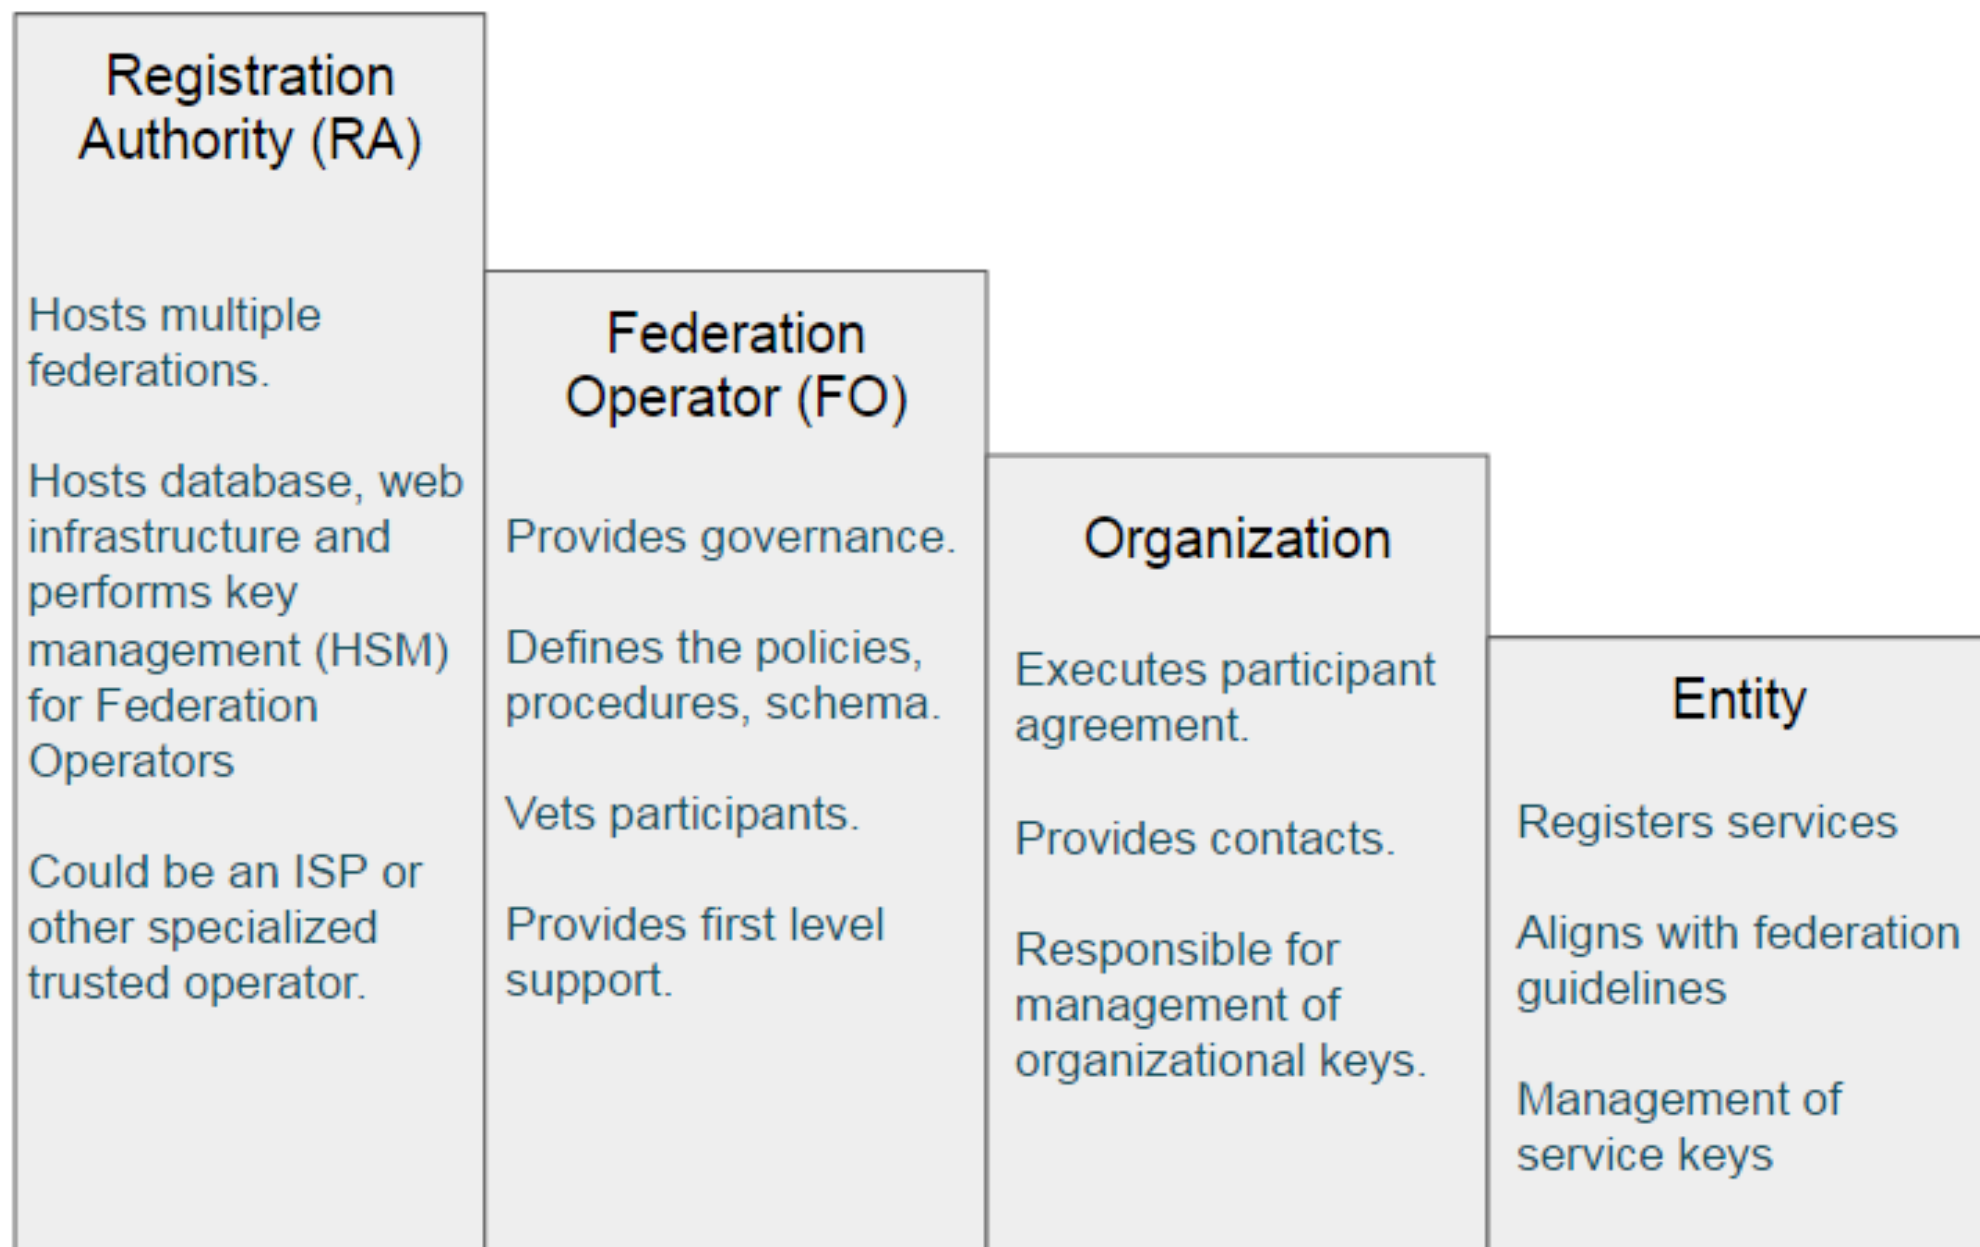 Registration
Authority (RA)
Hosts multiple
federations.
Hosts database, web
infrastructure and
performs key
management (HSM)
for Federation
Operators
Could be an ISP or
other specialized
trusted operator.
Federation
Operator (FO)
Provides governance.
Defines the policies,
procedures, schema.
Vets participants.
Provides first level
support.
Organization
Executes participant
agreement.
Provides contacts.
Responsible for
management of
organizational keys.
Entity
Registers services
Aligns with federation
guidelines
Management of
service keys